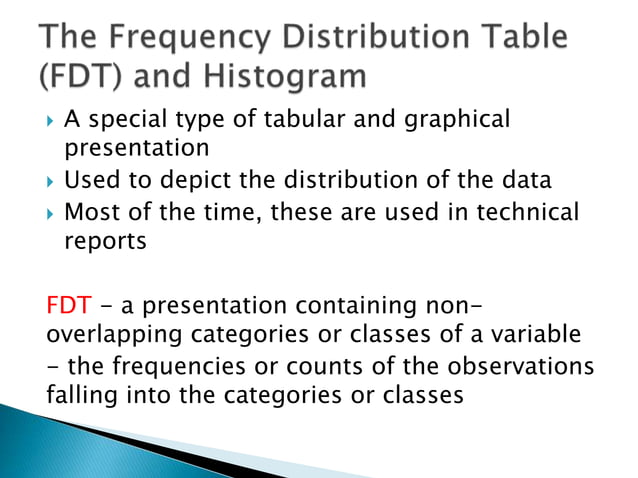 The Frequency Distribution Table
(FDT) and Histogram
A special type of tabular and graphical
presentation
Used to depict the distribution of the data
Most of the time, these are used in technical
reports
FDT - a presentation containing non-
overlapping categories or classes of a variable
- the frequencies or counts of the observations
falling into the categories or classes